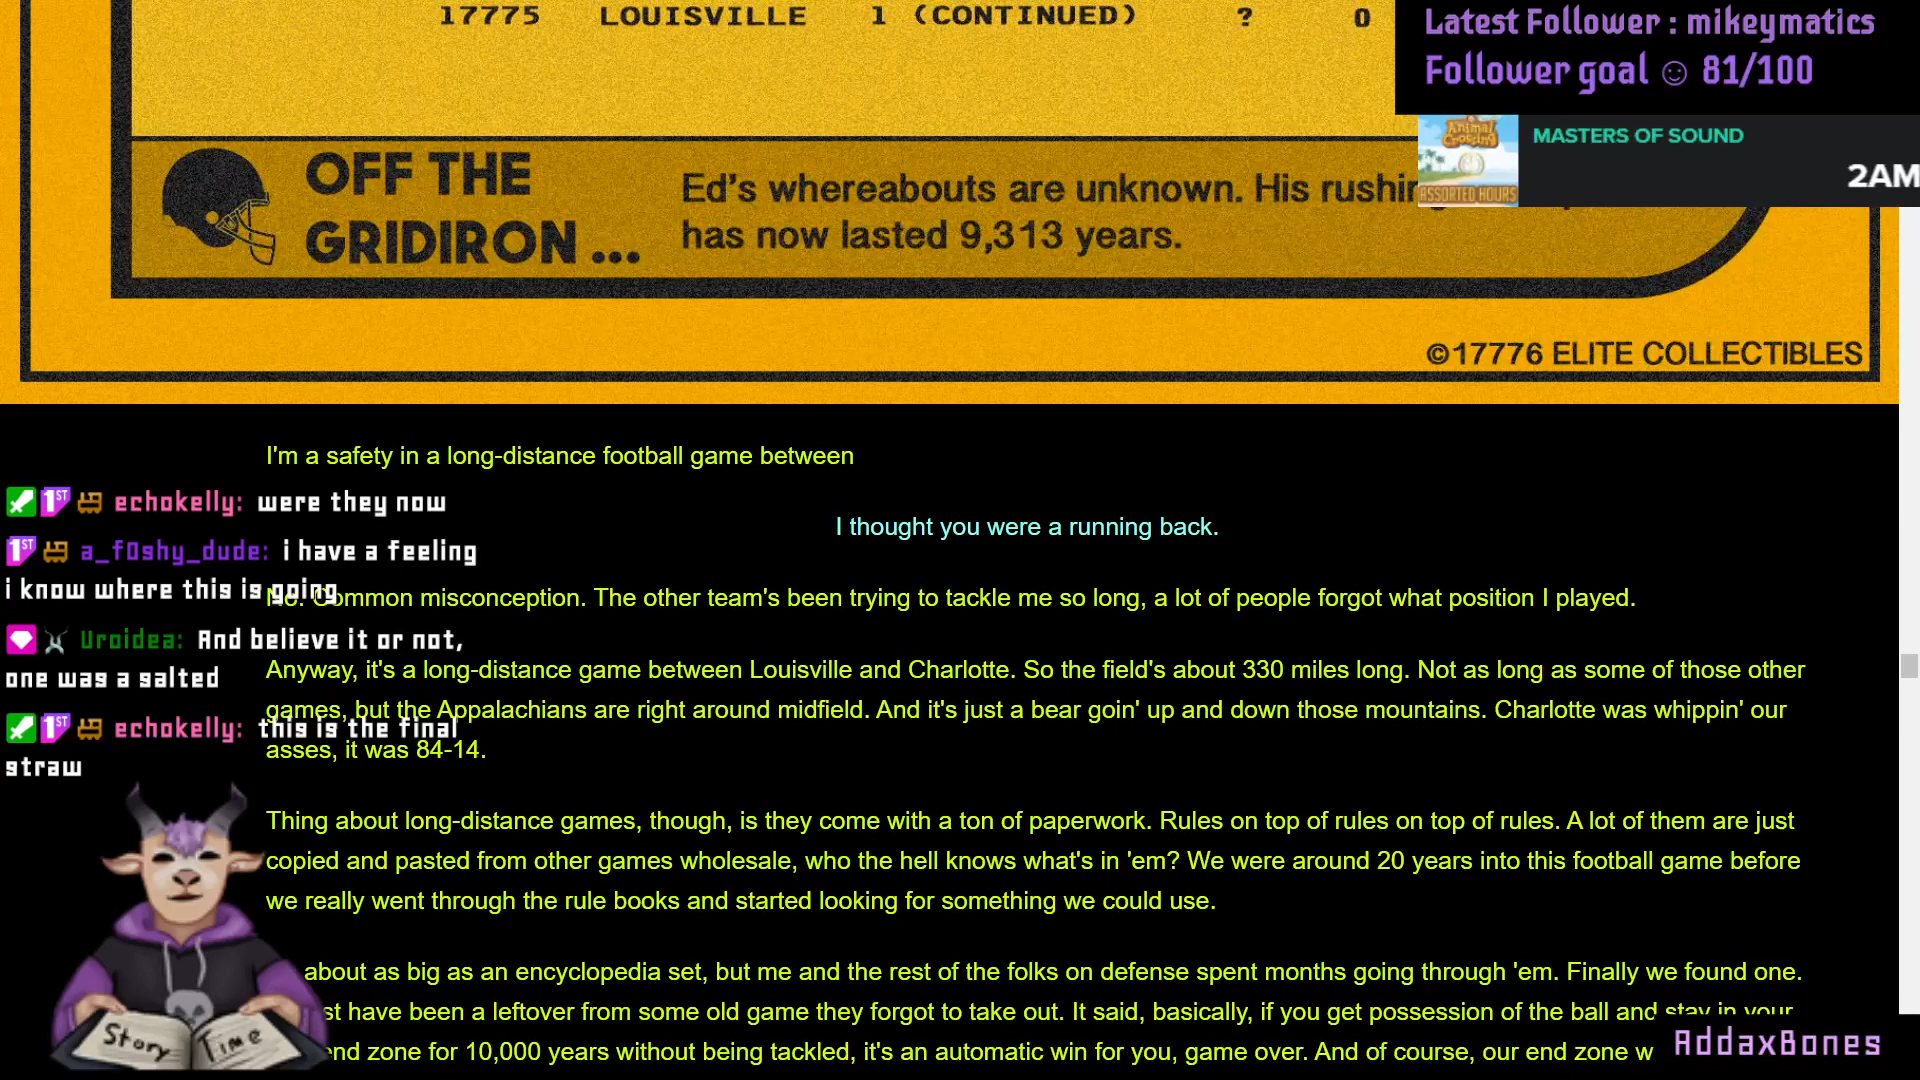 17775 LOUISVILLE 1 (CONTINUED) ? 0
Latest Follower : mikeymatics
Follower goal ☺ 81/100
Animal Crossing
ASSORTED HOURS
MASTERS OF SOUND
2AM
OFF THE
GRIDIRON ...
Ed's whereabouts are unknown. His
has now lasted 9,313 years.
©17776 ELITE COLLECTIBLES
I'm a safety in a long-distance football game between
1ST echokelly: were they now
I thought you were a running back.
1ST a_f0shy_dude: i have a feeling
i know where this is going
No. Common misconception. The other team's been trying to tackle me so long, a lot of people forgot what position I played.
Uroidea: And believe it or not,
one was a salted
Anyway, it's a long-distance game between Louisville and Charlotte. So the field's about 330 miles long. Not as long as some of those other
games, but the Appalachians are right around midfield. And it's just a bear goin' up and down those mountains. Charlotte was whippin' our
asses, it was 84-14.
1ST echokelly: this is the final
straw
Thing about long-distance games, though, is they come with a ton of paperwork. Rules on top of rules on top of rules. A lot of them are just
copied and pasted from other games wholesale, who the hell knows what's in 'em? We were around 20 years into this football game before
we really went through the rule books and started looking for something we could use.
about as big as an encyclopedia set, but me and the rest of the folks on defense spent months going through 'em. Finally we found one.
have been a leftover from some old game they forgot to take out. It said, basically, if you get possession of the ball and stay in your
end zone for 10,000 years without being tackled, it's an automatic win for you, game over. And of course, our end zone
Story Time
AddaxBones